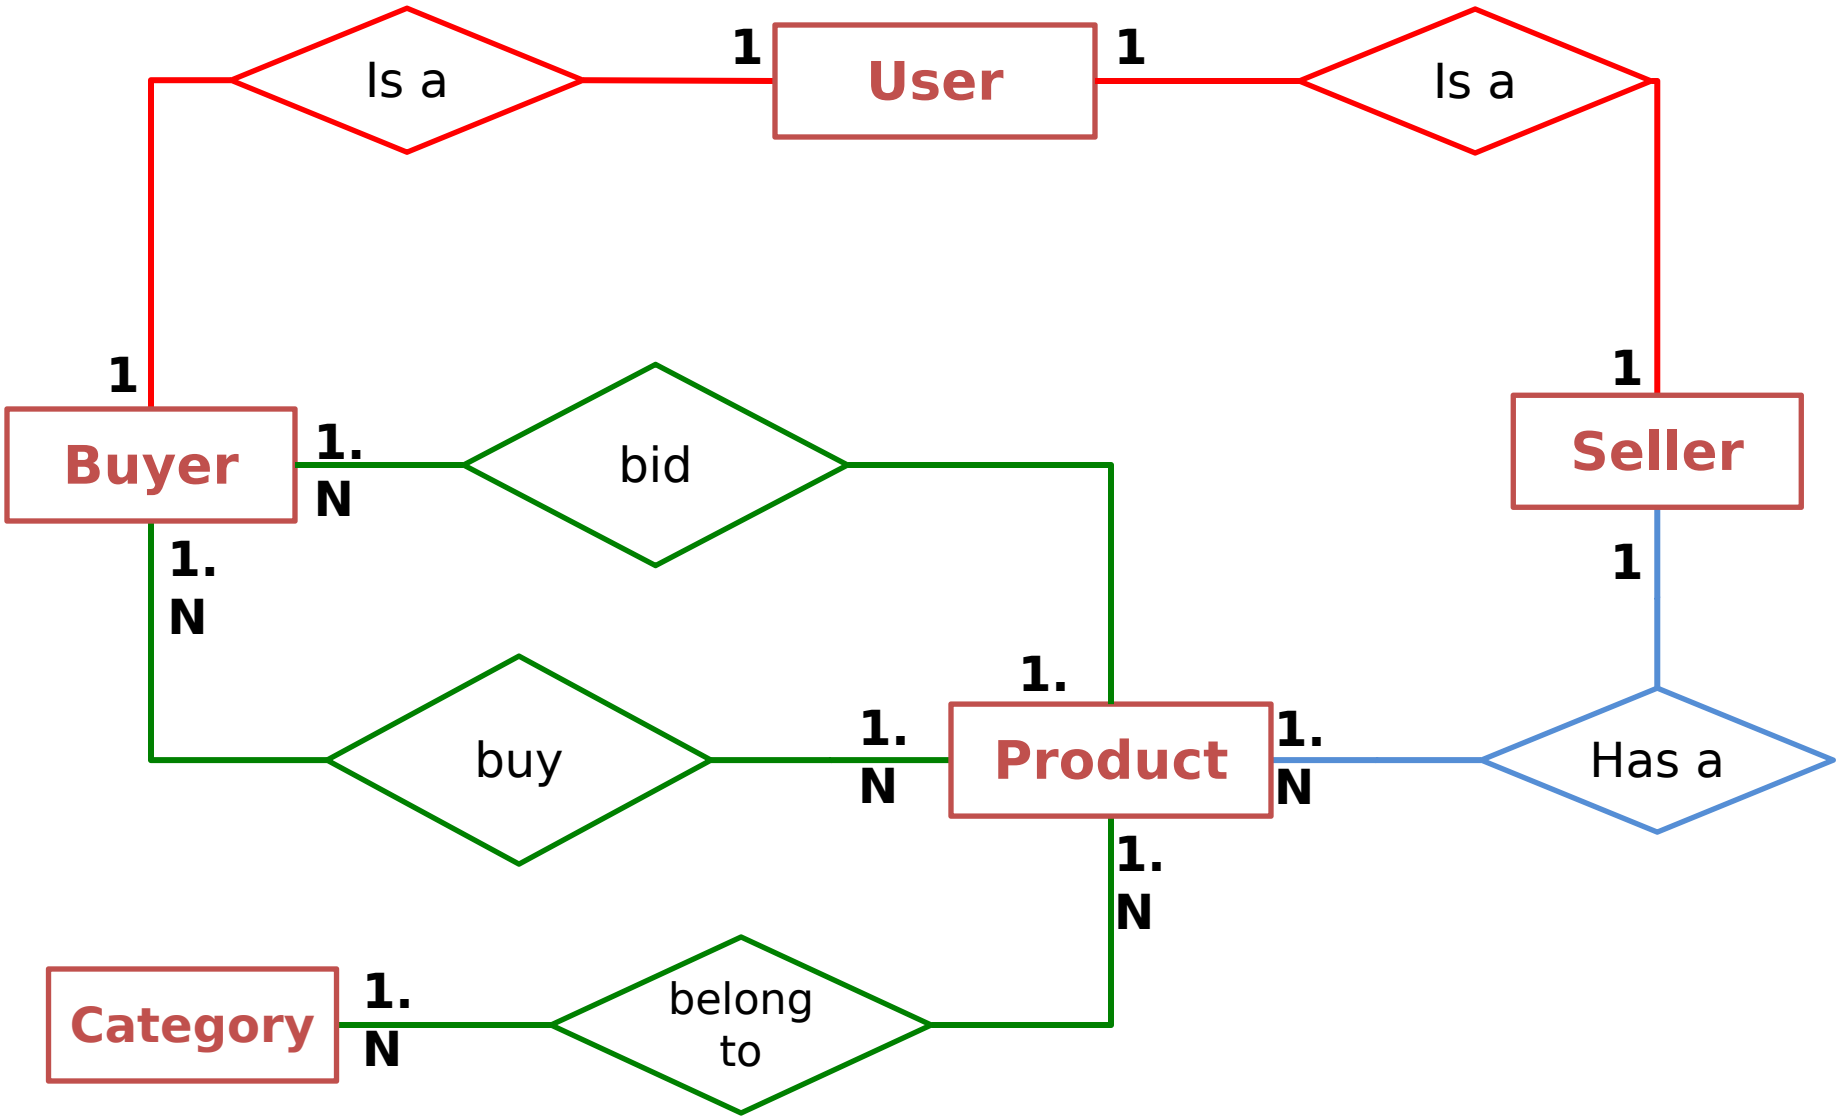 Is a
1
User
1
Is a
1
1
Buyer
1.
N
bid
Seller
1.
N
1
1.
buy
1.
N
Product
1.
N
Has a
1.
N
Category
1.
N
belong
to